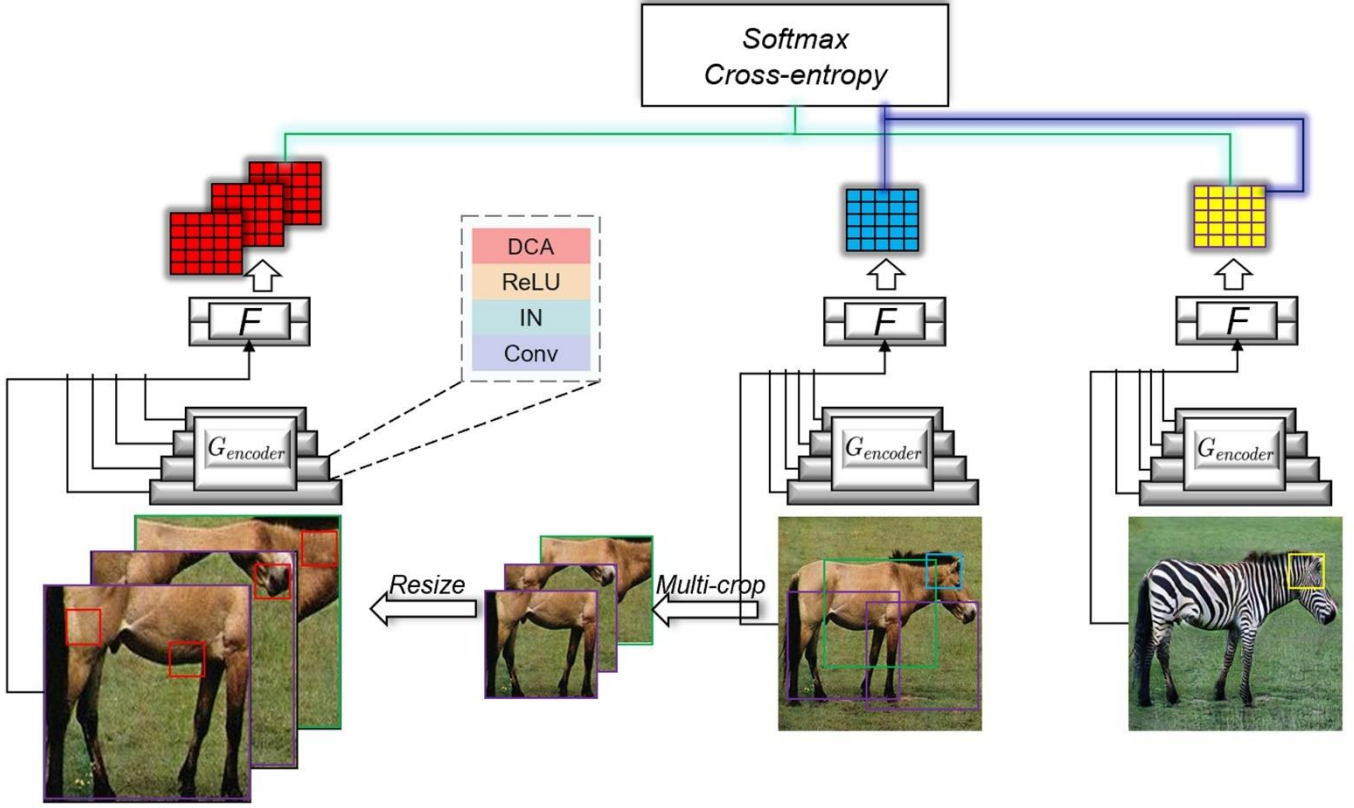 Softmax
Cross-entropy
DCA
ReLU
IN
Conv
F
F
F
Gencoder
Gencoder
Gencoder
Resize
Multi-crop